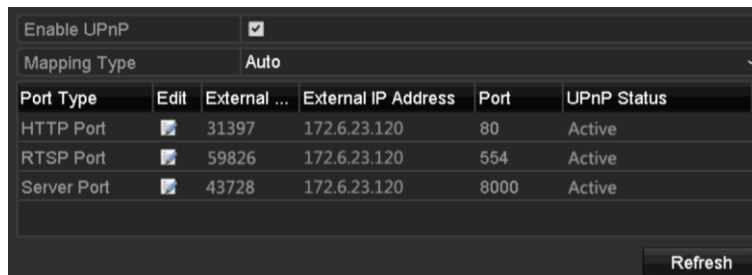 Enable UPnP
Mapping Type Auto
Port Type Edit External ... External IP Address Port UPnP Status
HTTP Port 31397 172.6.23.120 80 Active
RTSP Port 59826 172.6.23.120 554 Active
Server Port 43728 172.6.23.120 8000 Active
Refresh